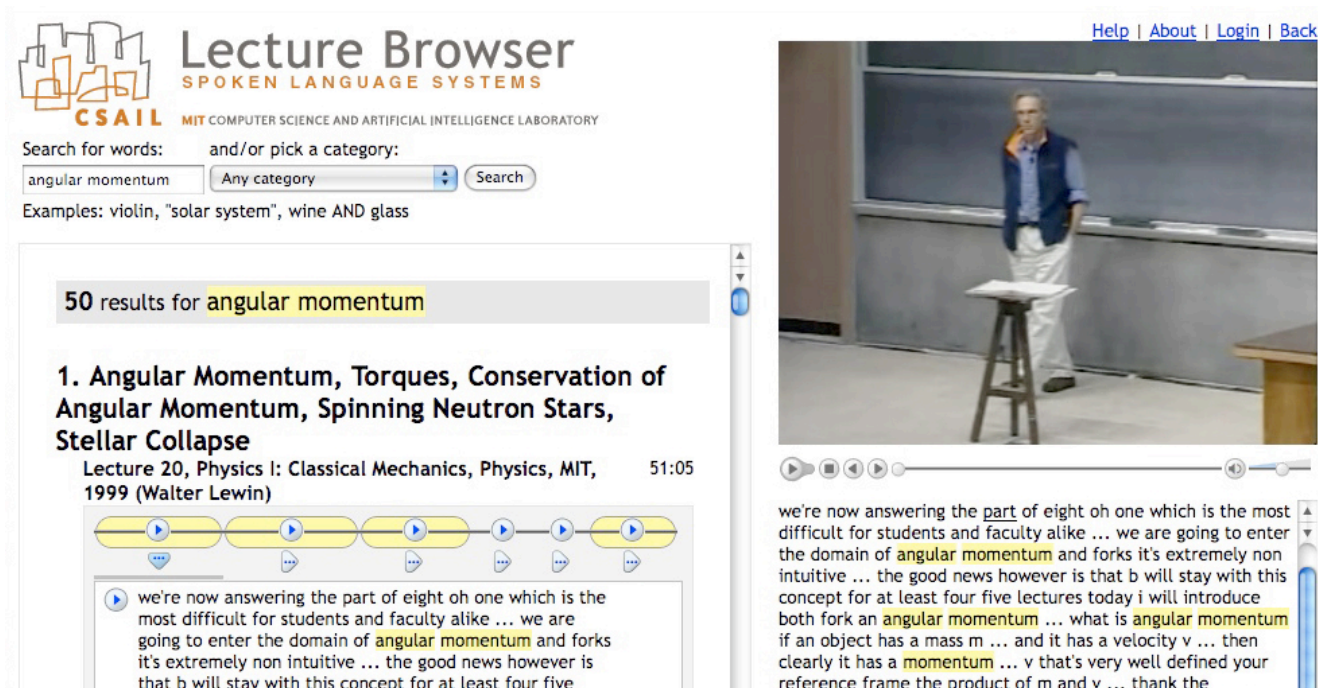 Help | About | Login | Back
Lecture Browser
SPOKEN LANGUAGE SYSTEMS
CSAIL
MIT COMPUTER SCIENCE AND ARTIFICIAL INTELLIGENCE LABORATORY
Search for words: and/or pick a category:
angular momentum Any category Search
Examples: violin, "solar system", wine AND glass
50 results for angular momentum
1. Angular Momentum, Torques, Conservation of
Angular Momentum, Spinning Neutron Stars,
Stellar Collapse
Lecture 20, Physics I: Classical Mechanics, Physics, MIT, 51:05
1999 (Walter Lewin)
we're now answering the part of eight oh one which is the
most difficult for students and faculty alike ... we are
going to enter the domain of angular momentum and forks
it's extremely non intuitive ... the good news however is
that b will stay with this concept for at least four five
we're now answering the part of eight oh one which is the most
difficult for students and faculty alike ... we are going to enter
the domain of angular momentum and forks it's extremely non
intuitive ... the good news however is that b will stay with this
concept for at least four five lectures today i will introduce
both fork an angular momentum ... what is angular momentum
if an object has a mass m ... and it has a velocity v ... then
clearly it has a momentum ... v that's very well defined your
reference frame the product of m and v ... thank the